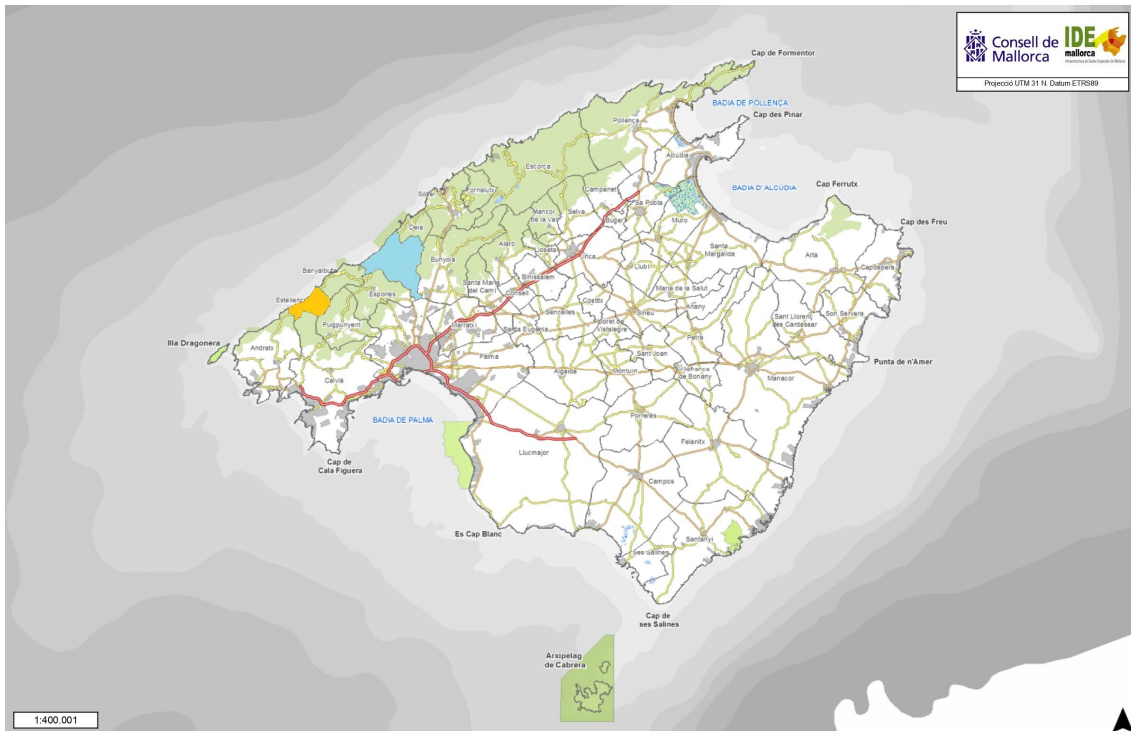 Consell de
Mallorca
IDE
mallorca
Projecció UTM 31 N. Datum ETRS89
Cap de Formentor
BADIA DE POLLENÇA
Cap des Pinar
Pollença
Alcúdia
Escorca
BADIA D' ALCÚDIA
Cap Ferrutx
Sóller
Fornalutx
Campanet
Sa Pobla
Mancor
de la Vall
Selva
Búger
Muro
Cap des Freu
Deià
Alaró
Lloseta
Inca
Santa
Margalida
Artà
Capdepera
Bunyola
Banyalbufar
Binissalem
Llubí
Santa Maria
del Camí
Consell
Maria de la Salut
Esporles
Estellencs
Costitx
Ariany
Sencelles
Sineu
Sant Llorenç
des Cardassar
Son Servera
Puigpunyent
Marratxí
Santa Eugènia
Lloret de
Vistalegre
Petra
Illa Dragonera
Andratx
Palma
Sant Joan
Punta de n'Amer
Calvià
Algaida
Montuïri
Vilafranca
de Bonany
Manacor
BADIA DE PALMA
Porreres
Felanitx
Llucmajor
Cap de
Cala Figuera
Campos
Es Cap Blanc
Santanyí
Ses Salines
Cap de
ses Salines
Arxipèlag
de Cabrera
1:400.001